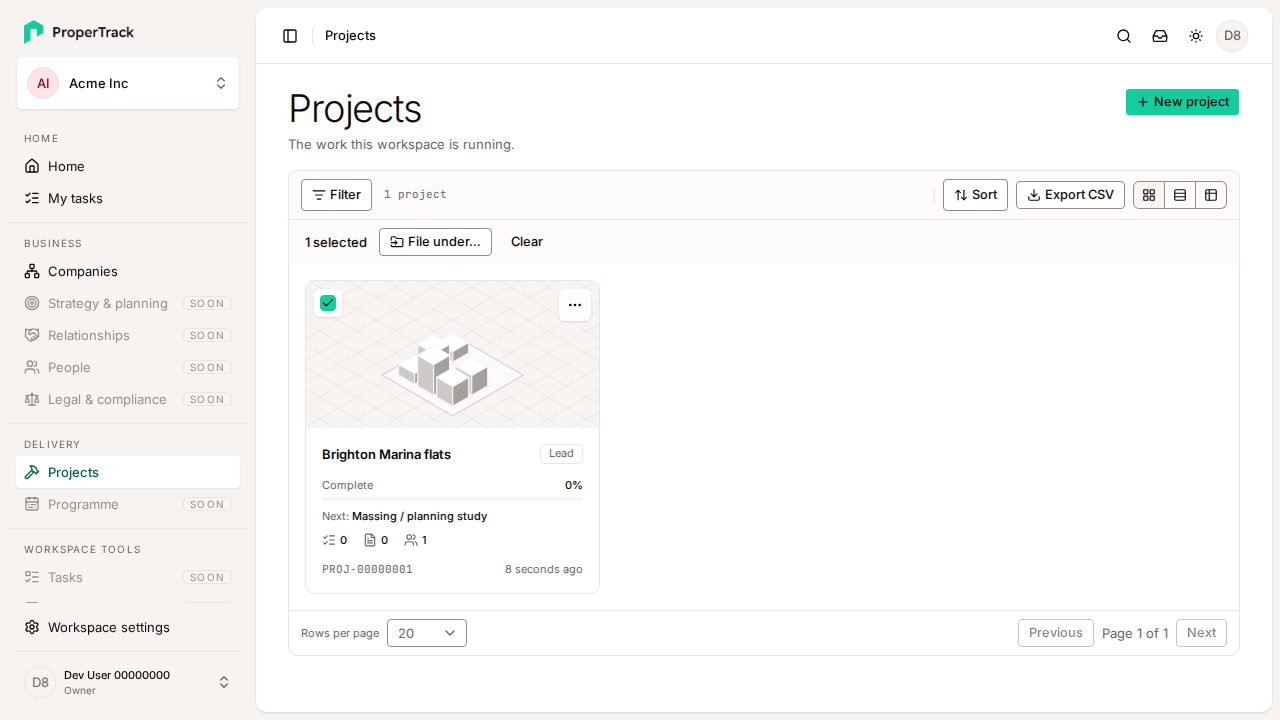 ProperTrack
AI
Acme Inc
HOME
Home
My tasks
BUSINESS
Companies
Strategy & planning SOON
Relationships SOON
People SOON
Legal & compliance SOON
DELIVERY
Projects
Programme SOON
WORKSPACE TOOLS
Tasks SOON
Workspace settings
D8
Dev User 00000000
Owner
Projects
D8
Projects
New project
The work this workspace is running.
Filter
1 project
Sort
Export CSV
1 selected
File under...
Clear
Brighton Marina flats
Lead
Complete
0%
Next: Massing / planning study
0
0
1
PROJ-00000001
8 seconds ago
Rows per page
20
Previous
Page 1 of 1
Next